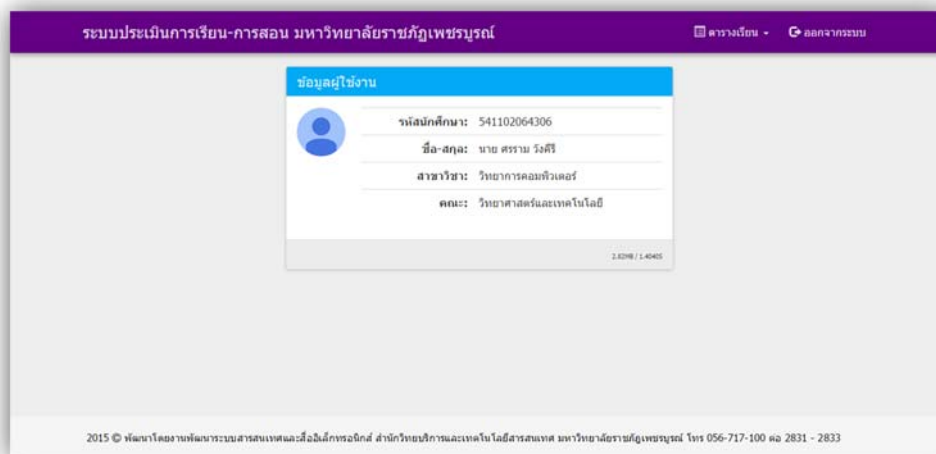 ระบบประเมินการเรียน-การสอน มหาวิทยาลัยราชภัฏเพชรบูรณ์
ตารางเรียน
ออกจากระบบ
ข้อมูลผู้ใช้งาน
รหัสนักศึกษา: 541102064306
ชื่อ-สกุล: นาย ศรราม วังคีรี
สาขาวิชา: วิทยาการคอมพิวเตอร์
คณะ: วิทยาศาสตร์และเทคโนโลยี
2015 © พัฒนาโดยงานพัฒนาระบบสารสนเทศและสื่ออิเล็กทรอนิกส์ สำนักวิทยบริการและเทคโนโลยีสารสนเทศ มหาวิทยาลัยราชภัฏเพชรบูรณ์ โทร 056-717-100 ต่อ 2831 - 2833